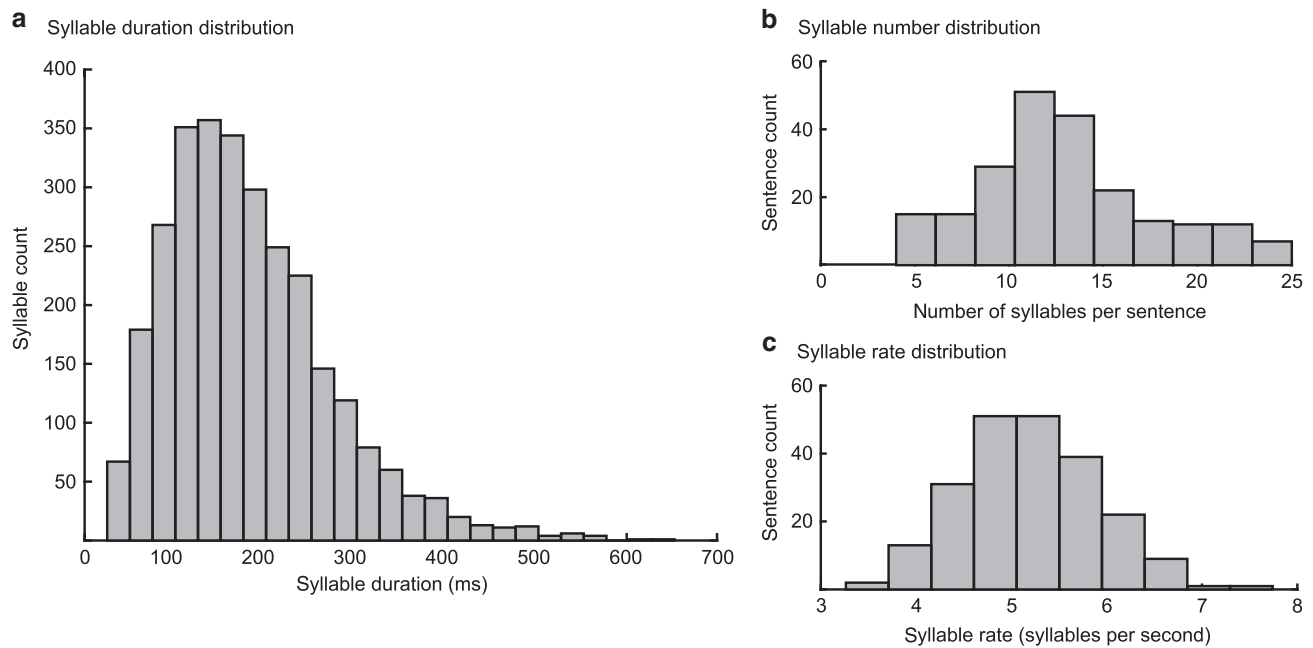 a Syllable duration distribution
400
350
300
250
200
150
100
50
Syllable count
0 100 200 300 400 500 600 700
Syllable duration (ms)
b Syllable number distribution
60
40
20
Sentence count
0 5 10 15 20 25
Number of syllables per sentence
c Syllable rate distribution
60
40
20
Sentence count
3 4 5 6 7 8
Syllable rate (syllables per second)